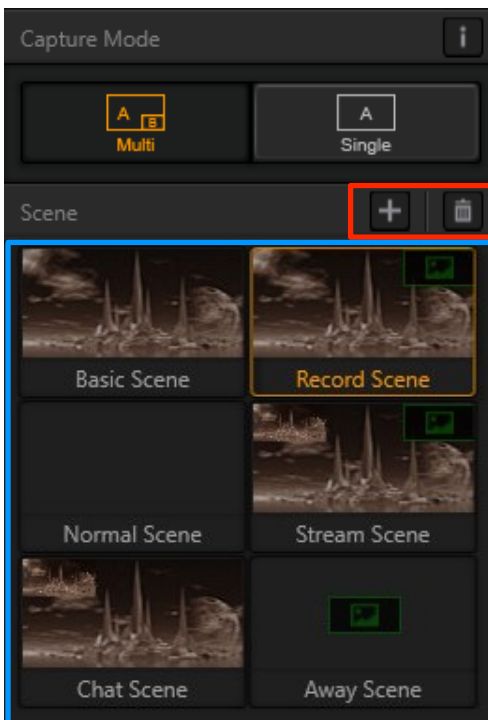 Capture Mode
i
A B A
Multi Single
Scene
Basic Scene Record Scene
Normal Scene Stream Scene
Chat Scene Away Scene